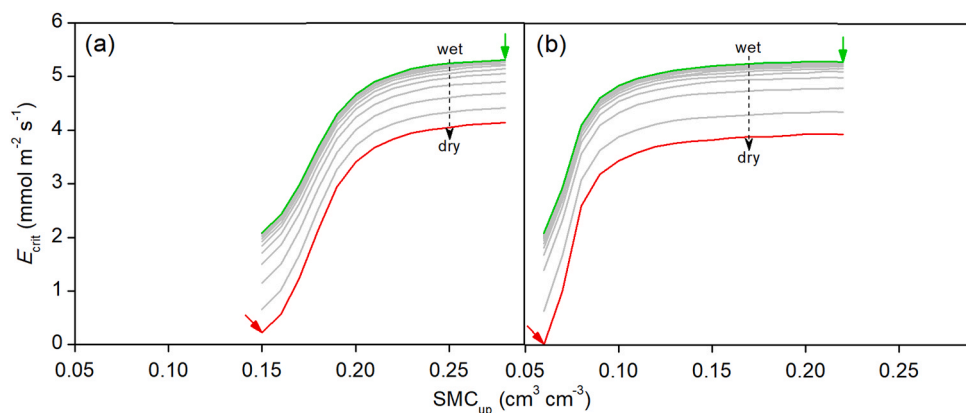 6
5
4
3
2
1
0
E_crit (mmol m⁻² s⁻¹)
(a)
wet
dry
(b)
wet
dry
0.05 0.10 0.15 0.20 0.25 0.05 0.10 0.15 0.20 0.25
SMC_up (cm³ cm⁻³)